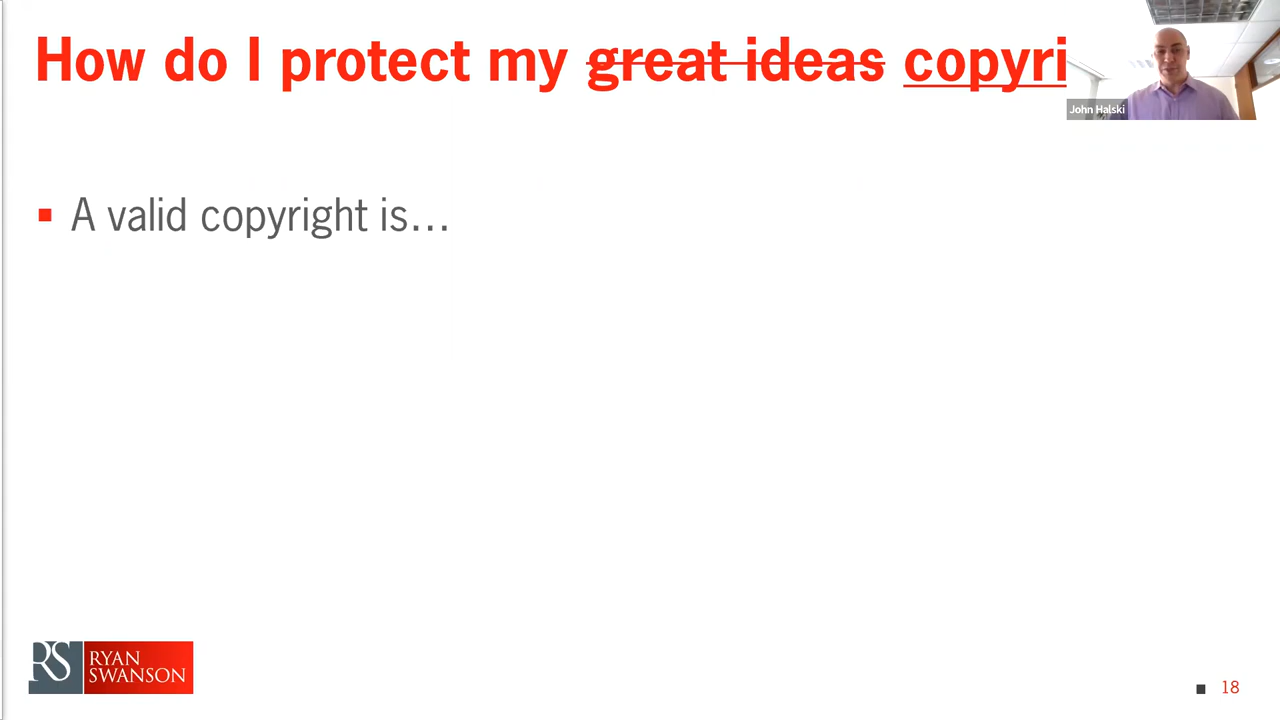 How do I protect my great ideas copyri
John Halski
▪ A valid copyright is…
RS RYAN
SWANSON
18